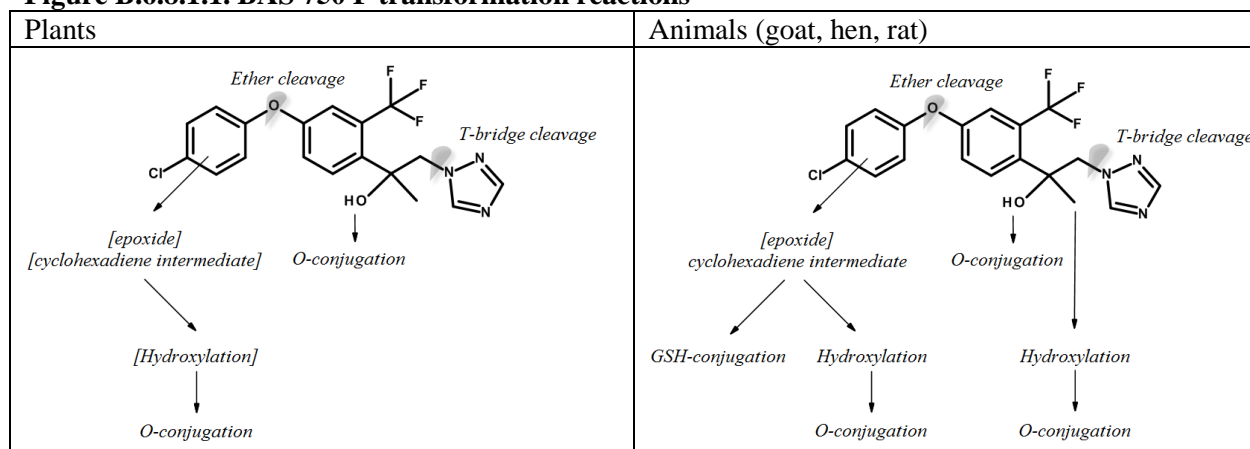 Figure B.6.8.1.1. BAS 750 F transformation reactions
Plants
Ether cleavage
O
F
F
F
T-bridge cleavage
N
N
N
Cl
HO
[epoxide]
[cyclohexadiene intermediate]
O-conjugation
[Hydroxylation]
O-conjugation
Animals (goat, hen, rat)
Ether cleavage
O
F
F
F
T-bridge cleavage
N
N
N
Cl
HO
[epoxide]
cyclohexadiene intermediate
O-conjugation
GSH-conjugation
Hydroxylation
Hydroxylation
O-conjugation
O-conjugation